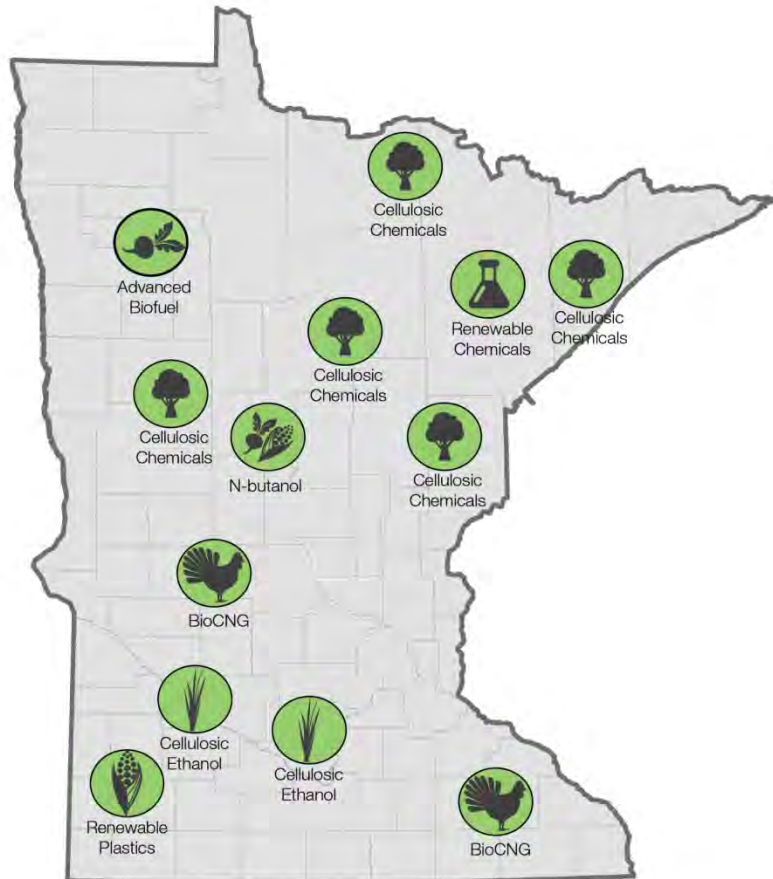 Cellulosic
Chemicals
Advanced
Biofuel
Renewable
Chemicals
Cellulosic
Chemicals
Cellulosic
Chemicals
Cellulosic
Chemicals
N-butanol
Cellulosic
Chemicals
BioCNG
Cellulosic
Ethanol
Cellulosic
Ethanol
Renewable
Plastics
BioCNG